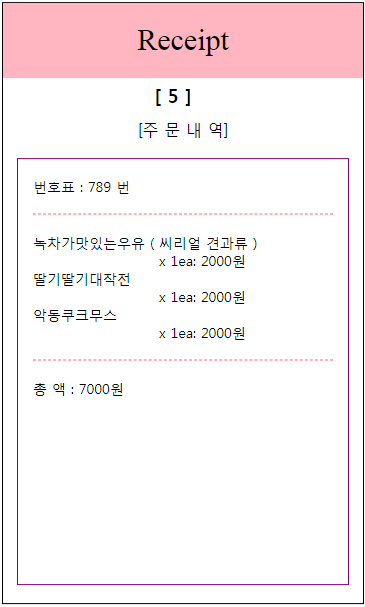 Receipt
[ 5 ]
[주 문 내 역]
번호표 : 789 번
녹차가맛있는우유 ( 씨리얼 견과류 )
x 1ea: 2000원
딸기딸기대작전
x 1ea: 2000원
악동쿠크무스
x 1ea: 2000원
총 액 : 7000원